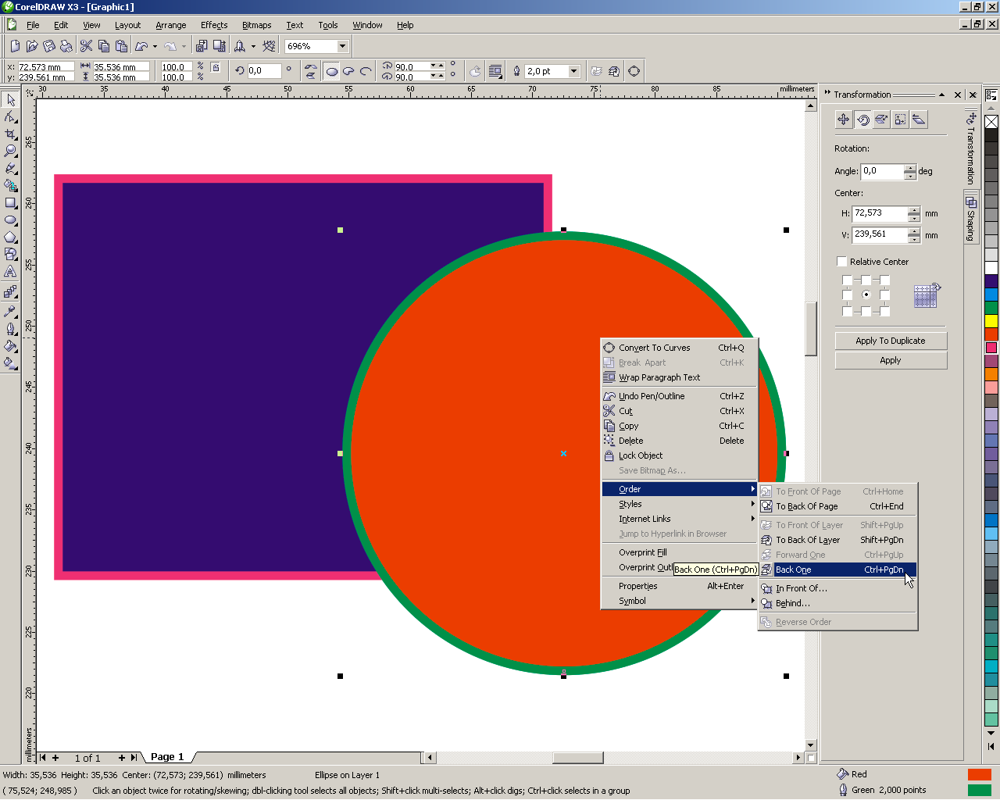 CorelDRAW X3 - [Graphic1]
File Edit View Layout Arrange Effects Bitmaps Text Tools Window Help
696%
x: 72.573 mm 35.536 mm 100.0 % 0,0 ° 90.0 ° 2,0 pt
y: 239.561 mm 35.536 mm 100.0 % 90.0 °
30 35 40 45 50 55 60 65 70 75 85 90 millimeters
265
260
255
250
245
240
235
230
225
220
millimeters
Transformation
Rotation:
Angle: 0,0 deg
Center:
H: 72,573 mm
V: 239,561 mm
Relative Center
Apply To Duplicate
Apply
Transformation
Shaping
Convert To Curves Ctrl+Q
Break Apart Ctrl+K
Wrap Paragraph Text
Undo Pen/Outline Ctrl+Z
Cut Ctrl+X
Copy Ctrl+C
Delete Delete
Lock Object
Save Bitmap As...
Order
Styles
Internet Links
Jump to Hyperlink in Browser
Overprint Fill
Overprint Outl
Properties Alt+Enter
Symbol
To Front Of Page Ctrl+Home
To Back Of Page Ctrl+End
To Front Of Layer Shift+PgUp
To Back Of Layer Shift+PgDn
Forward One Ctrl+PgUp
Back One Ctrl+PgDn
In Front Of...
Behind...
Reverse Order
Back One (Ctrl+PgDn)
1 of 1 Page 1
Width: 35,536 Height: 35,536 Center: (72,573; 239,561) millimeters Ellipse on Layer 1 Red
( 75,524; 248,985 ) Click an object twice for rotating/skewing; dbl-clicking tool selects all objects; Shift+click multi-selects; Alt+click digs; Ctrl+click selects in a group Green 2,000 points